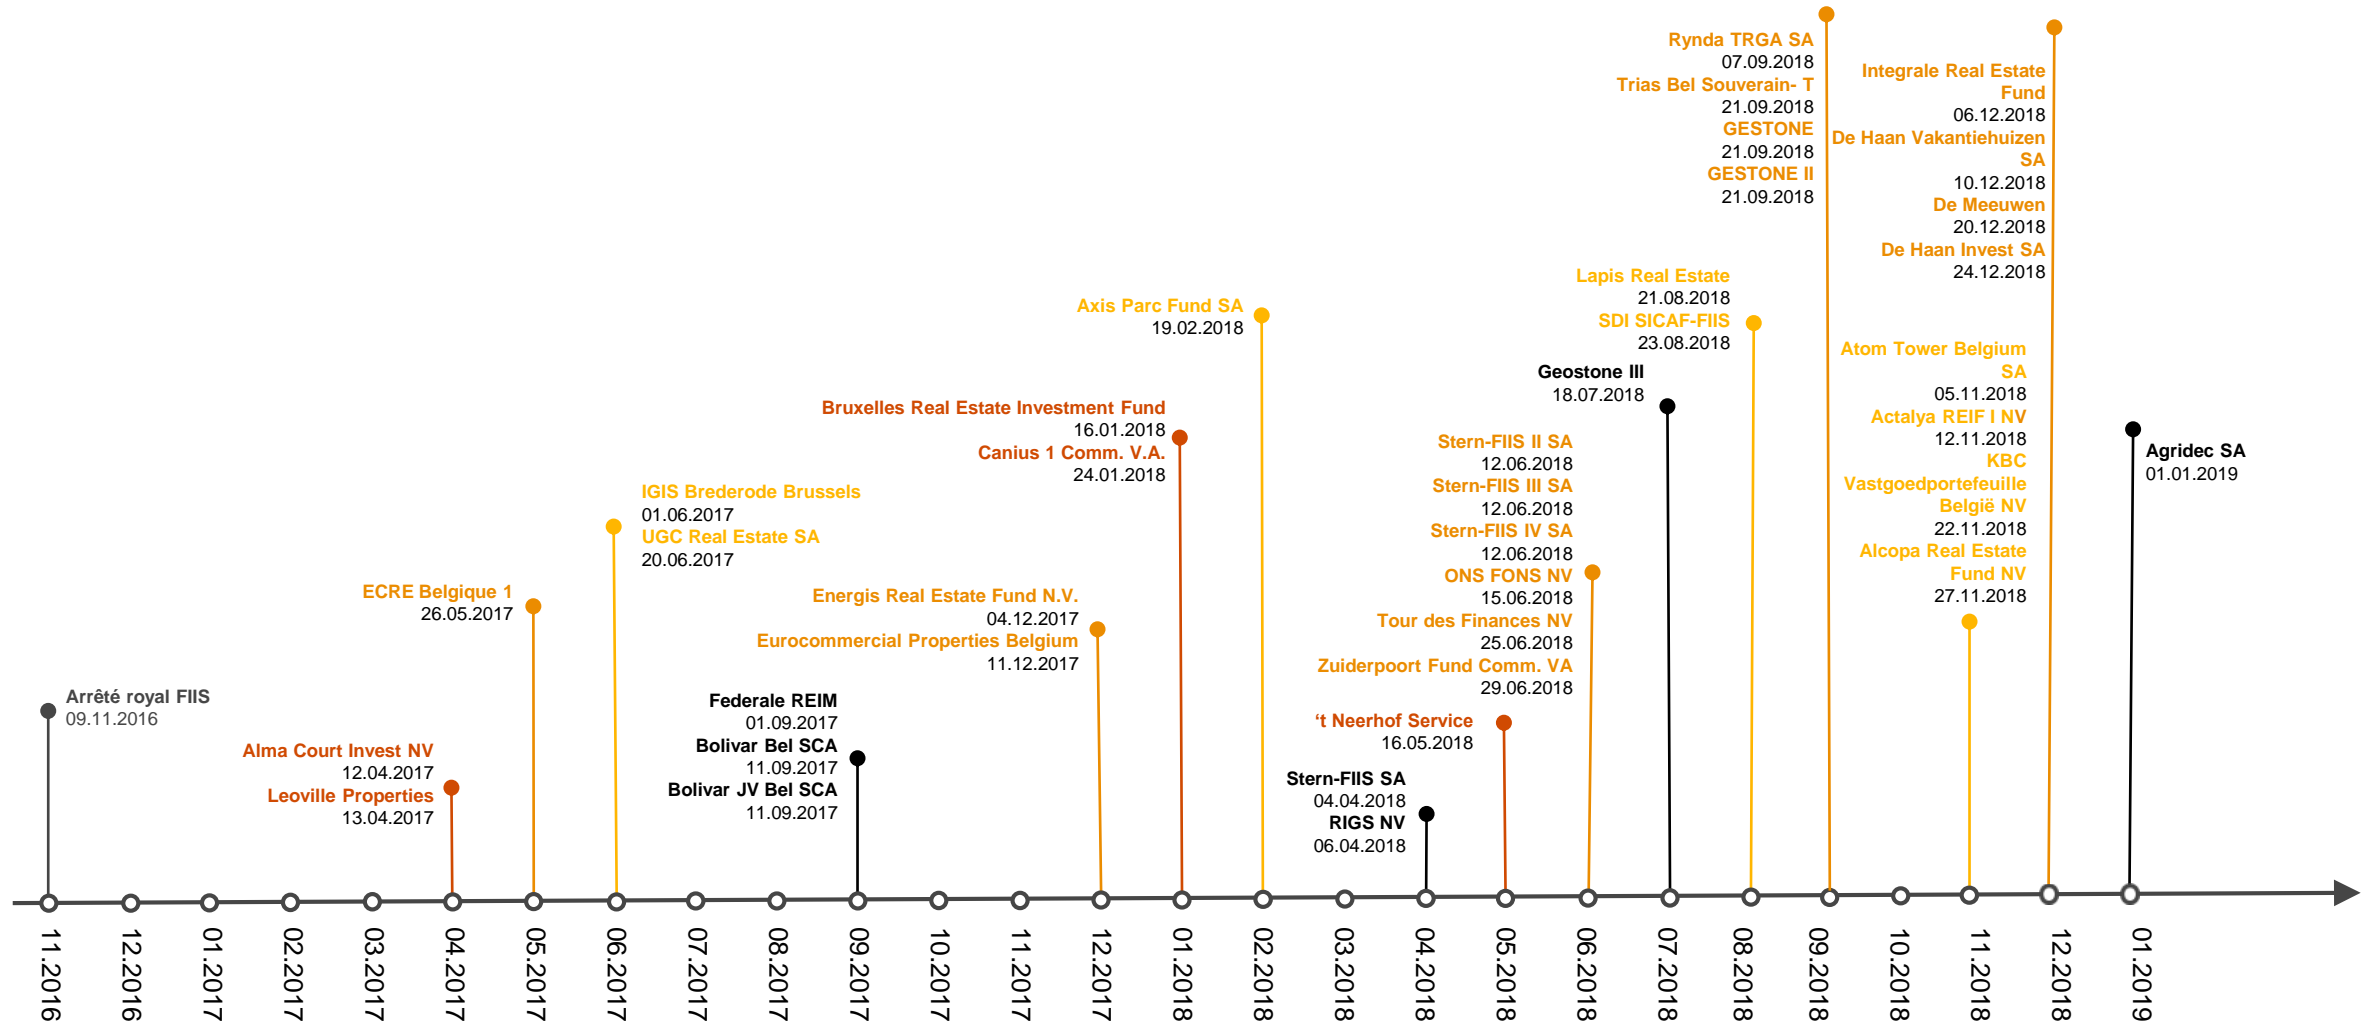 Arrêté royal FIIS
09.11.2016
Alma Court Invest NV
12.04.2017
Leoville Properties
13.04.2017
ECRE Belgique 1
26.05.2017
IGIS Brederode Brussels
01.06.2017
UGC Real Estate SA
20.06.2017
Federale REIM
01.09.2017
Bolivar Bel SCA
11.09.2017
Bolivar JV Bel SCA
11.09.2017
Energis Real Estate Fund N.V.
04.12.2017
Eurocommercial Properties Belgium
11.12.2017
Bruxelles Real Estate Investment Fund
16.01.2018
Canius 1 Comm. V.A.
24.01.2018
Axis Parc Fund SA
19.02.2018
Stern-FIIS SA
04.04.2018
RIGS NV
06.04.2018
‘t Neerhof Service
16.05.2018
Stern-FIIS II SA
12.06.2018
Stern-FIIS III SA
12.06.2018
Stern-FIIS IV SA
12.06.2018
ONS FONS NV
15.06.2018
Tour des Finances NV
25.06.2018
Zuiderpoort Fund Comm. VA
29.06.2018
Geostone III
18.07.2018
Lapis Real Estate
21.08.2018
SDI SICAF-FIIS
23.08.2018
Rynda TRGA SA
07.09.2018
Trias Bel Souverain- T
21.09.2018
GESTONE
21.09.2018
GESTONE II
21.09.2018
Atom Tower Belgium
SA
05.11.2018
Actalya REIF I NV
12.11.2018
KBC
Vastgoedportefeuille
België NV
22.11.2018
Alcopa Real Estate
Fund NV
27.11.2018
Integrale Real Estate
Fund
06.12.2018
De Haan Vakantiehuizen
SA
10.12.2018
De Meeuwen
20.12.2018
De Haan Invest SA
24.12.2018
Agridec SA
01.01.2019
11.2016
12.2016
01.2017
02.2017
03.2017
04.2017
05.2017
06.2017
07.2017
08.2017
09.2017
10.2017
11.2017
12.2017
01.2018
02.2018
03.2018
04.2018
05.2018
06.2018
07.2018
08.2018
09.2018
10.2018
11.2018
12.2018
01.2019